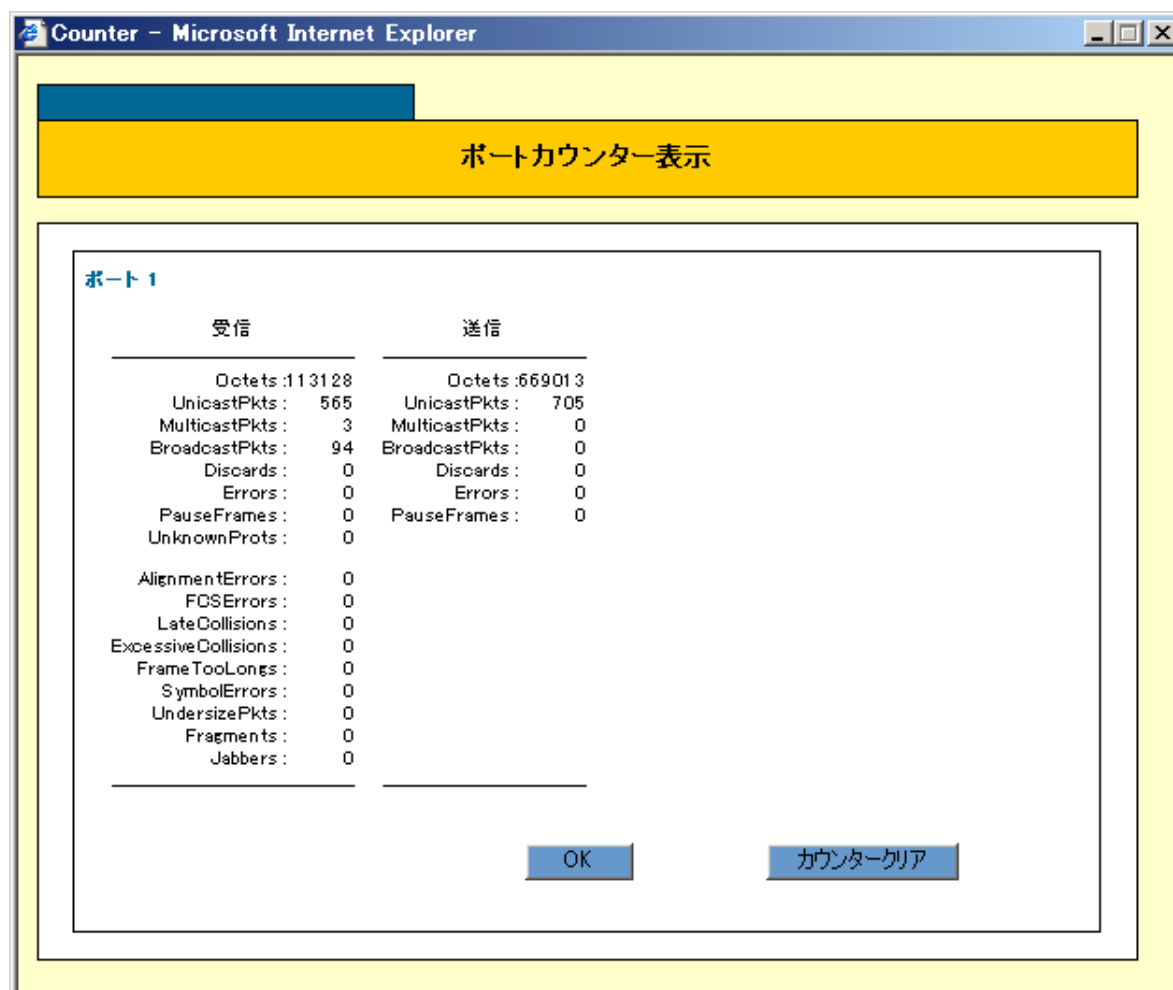 Counter - Microsoft Internet Explorer
ポートカウンター表示
ポート 1
受信 送信
Octets :113128 Octets :669013
UnicastPkts : 565 UnicastPkts : 705
MulticastPkts : 3 MulticastPkts : 0
BroadcastPkts : 94 BroadcastPkts : 0
Discards : 0 Discards : 0
Errors : 0 Errors : 0
PauseFrames : 0 PauseFrames : 0
UnknownProts : 0
AlignmentErrors : 0
FCSErrors : 0
LateCollisions : 0
ExcessiveCollisions : 0
FrameTooLongs : 0
SymbolErrors : 0
UndersizePkts : 0
Fragments : 0
Jabbers : 0
OK カウンタークリア